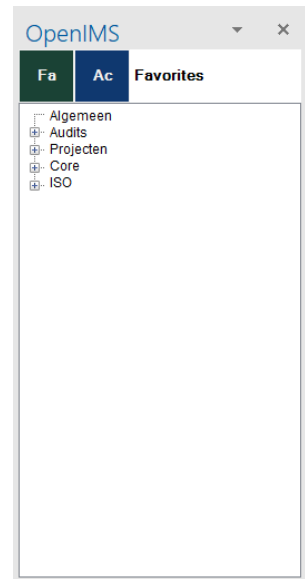 OpenIMS
Fa Ac Favorites
Algemeen
Audits
Projecten
Core
ISO